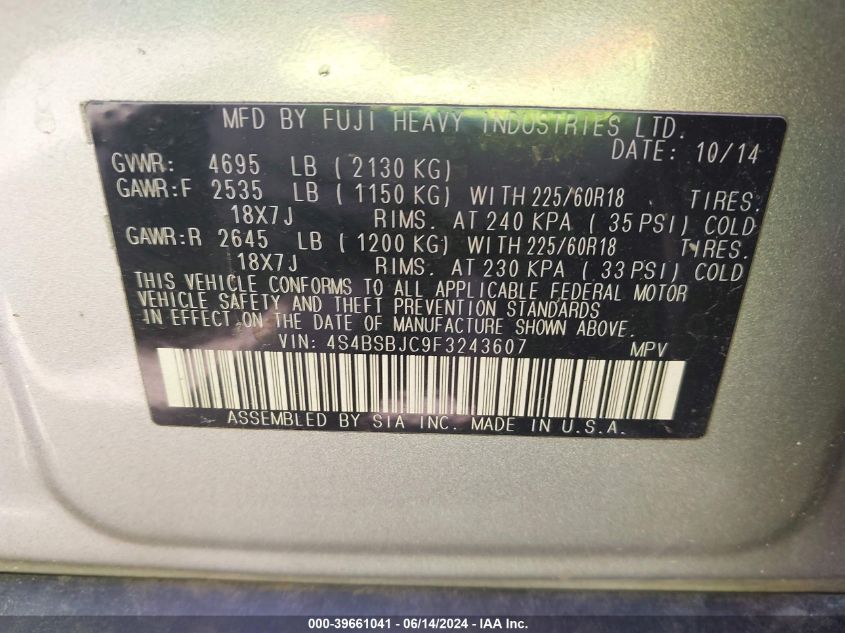 MFD BY FUJI HEAVY INDUSTRIES LTD.
DATE: 10/14
GVWR: 4695 LB ( 2130 KG)
GAWR:F 2535 LB ( 1150 KG) WITH 225/60R18 TIRES.
18X7J RIMS. AT 240 KPA ( 35 PSI) COLD
GAWR:R 2645 LB ( 1200 KG) WITH 225/60R18 TIRES.
18X7J RIMS. AT 230 KPA ( 33 PSI) COLD
THIS VEHICLE CONFORMS TO ALL APPLICABLE FEDERAL MOTOR
VEHICLE SAFETY AND THEFT PREVENTION STANDARDS
IN EFFECT ON THE DATE OF MANUFACTURE SHOWN ABOVE.
VIN: 4S4BSBJC9F3243607 MPV
ASSEMBLED BY SIA INC. MADE IN U.S.A.
000-39661041 - 06/14/2024 - IAA Inc.